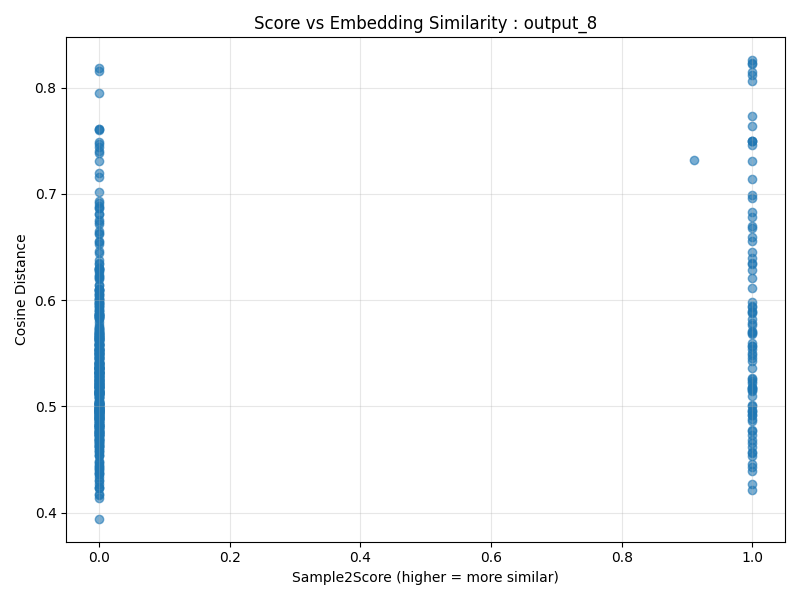 Score vs Embedding Similarity : output_8
Cosine Distance
0.8
0.7
0.6
0.5
0.4
0.0 0.2 0.4 0.6 0.8 1.0
Sample2Score (higher = more similar)